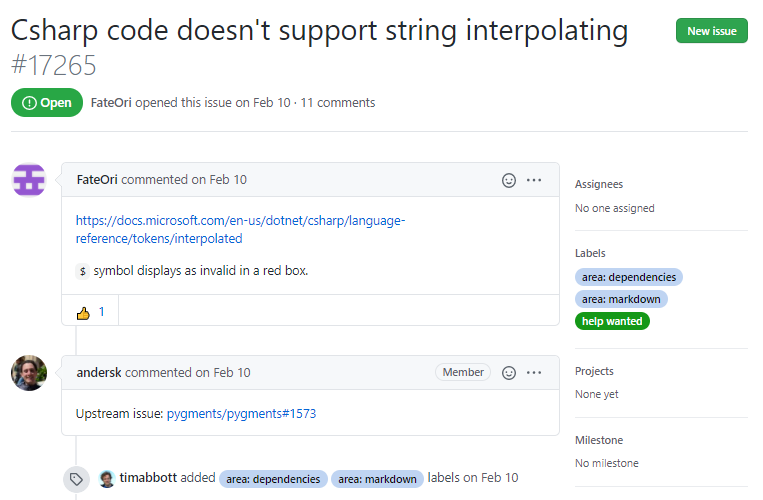 Csharp code doesn't support string interpolating
#17265
New issue
Open
FateOri opened this issue on Feb 10 · 11 comments
FateOri commented on Feb 10
https://docs.microsoft.com/en-us/dotnet/csharp/language-
reference/tokens/interpolated
$ symbol displays as invalid in a red box.
👍 1
Assignees
No one assigned
Labels
area: dependencies
area: markdown
help wanted
andersk commented on Feb 10
Member
Upstream issue: pygments/pygments#1573
Projects
None yet
Milestone
No milestone
timabbott added area: dependencies area: markdown labels on Feb 10